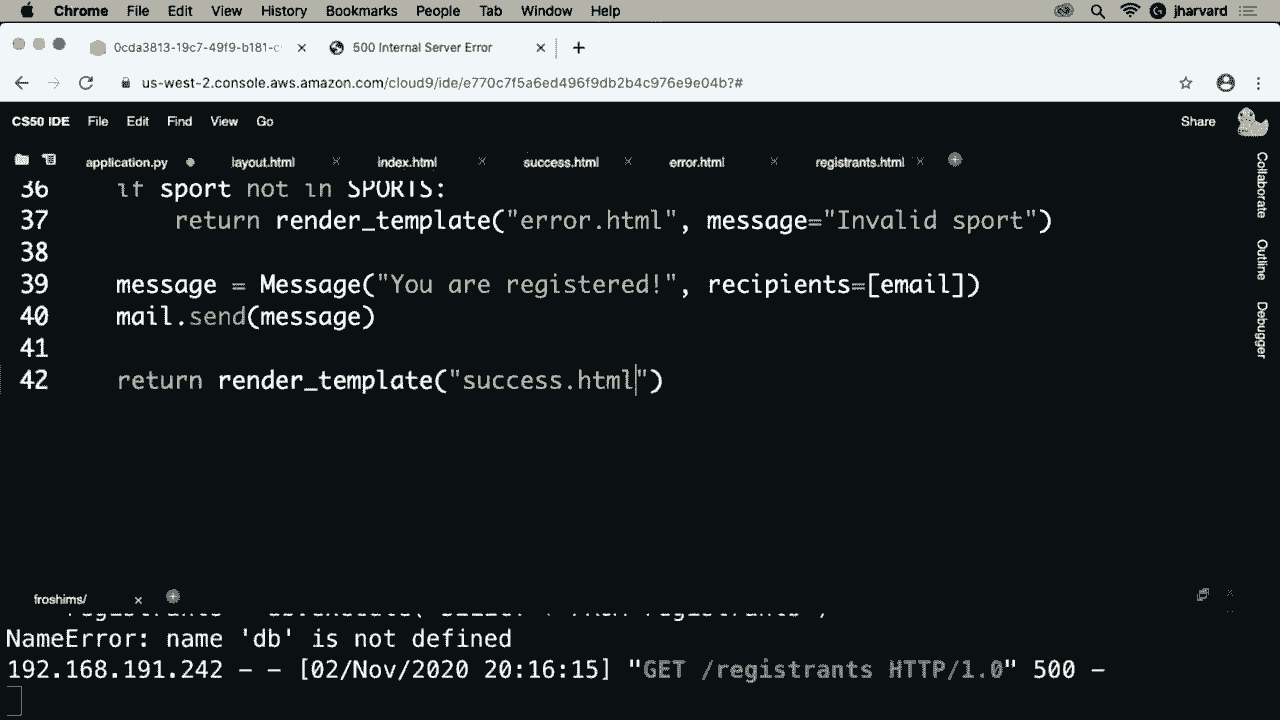 Chrome File Edit View History Bookmarks People Tab Window Help jharvard
0cda3813-19c7-49f9-b181-c 500 Internal Server Error
us-west-2.console.aws.amazon.com/cloud9/ide/e770c7f5a6ed496f9db2b4c976e9e04b?#
CS50 IDE File Edit Find View Go Share
application.py layout.html index.html success.html error.html registrants.html
36 if sport not in SPORTS:
37 return render_template("error.html", message="Invalid sport")
38
39 message = Message("You are registered!", recipients=[email])
40 mail.send(message)
41
42 return render_template("success.html")
Collaborate
Outline
Debugger
froshims/
NameError: name 'db' is not defined
192.168.191.242 - - [02/Nov/2020 20:16:15] "GET /registrants HTTP/1.0" 500 -